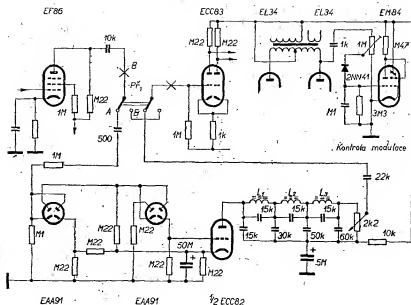 EF86
ECC83
EL34
EL34
EM84
10k
M22
M22
1k
1M
M47
B
Př₁
A
B
2NN41
1M
M22
1M
1k
M1
3M3
500
Kontrola modulace
1M
22k
L₁
L₂
L₃
M1
M22
M22
15k
15k
15k
2k2
M22
15k
30k
50k
60k
10k
M22
M22
50M
M22
5M
EAA91
EAA91
1/2 ECC82